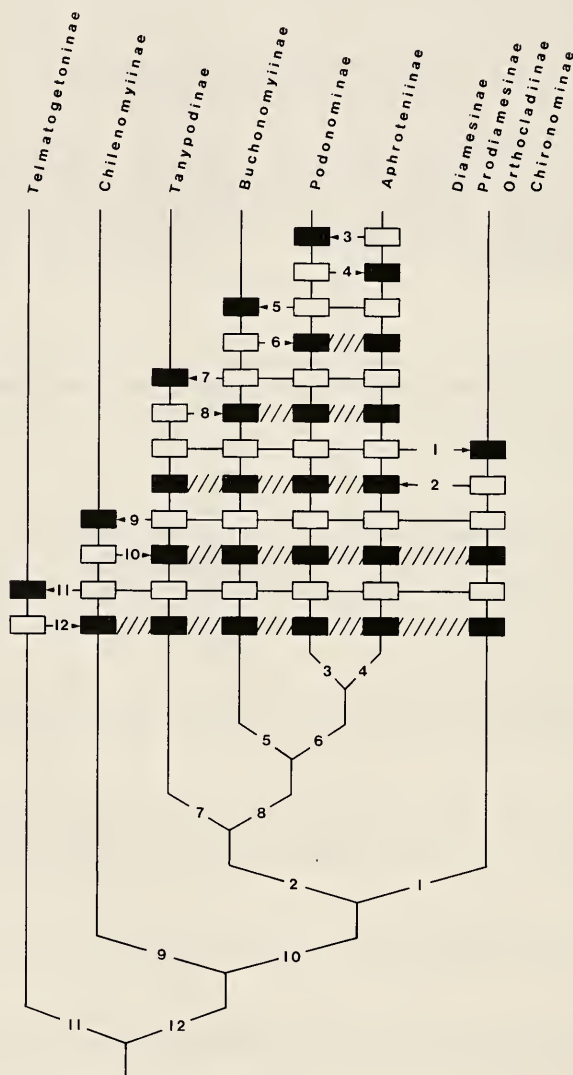 Telmatogetoninae
Chilenomyiinae
Tanypodinae
Buchonomyiinae
Podonominae
Aphroteniinae
Diamesinae
Prodiamesinae
Orthocladiinae
Chironominae
3
4
5
6
7
8
1
2
9
10
11
12
3 4
5 6
7 8
2 1
9 10
11 12